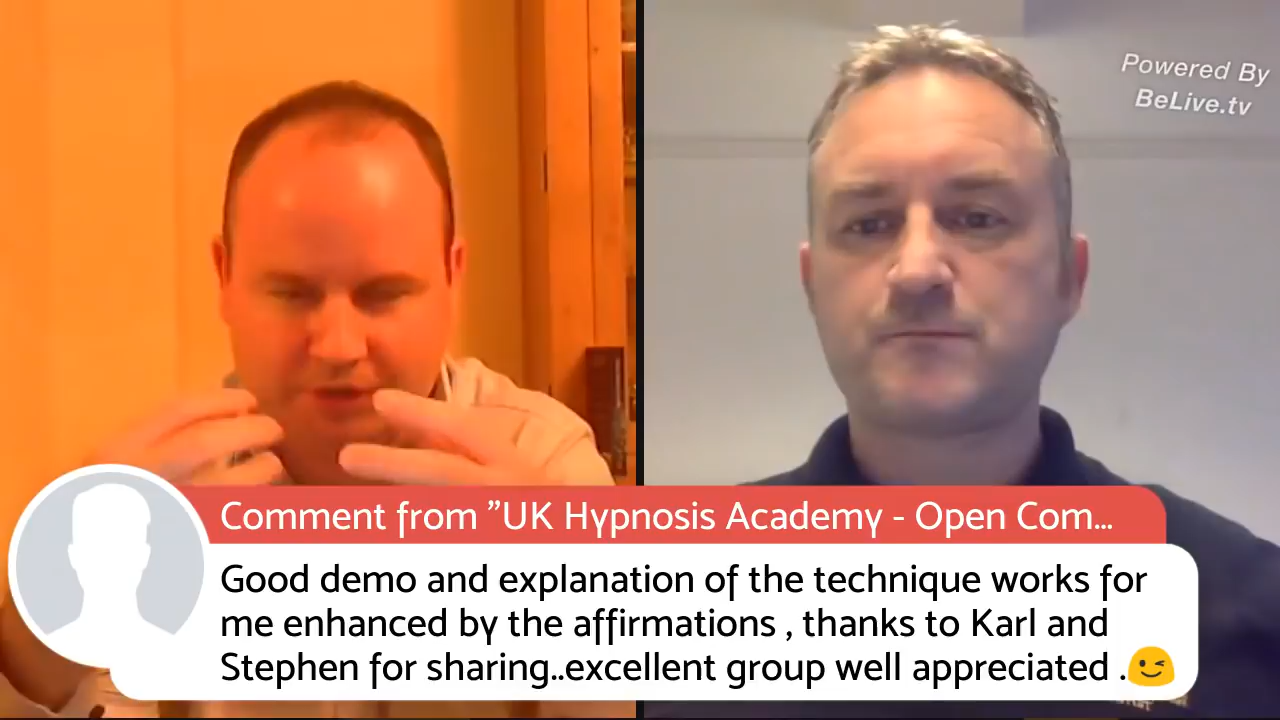 Powered By
BeLive.tv
Comment from "UK Hypnosis Academy - Open Com...
Good demo and explanation of the technique works for
me enhanced by the affirmations , thanks to Karl and
Stephen for sharing..excellent group well appreciated .😉